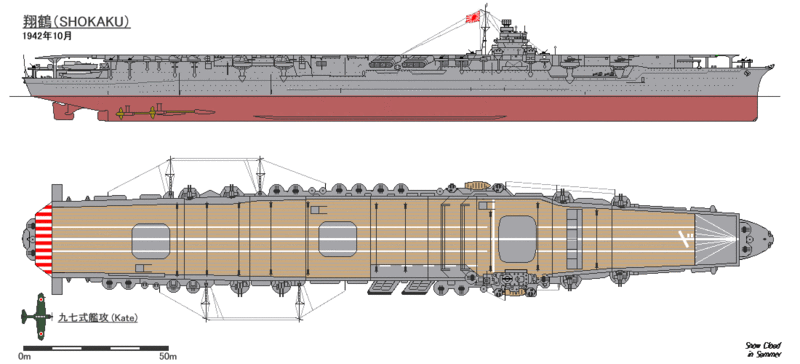 翔鶴(SHOKAKU)
1942年10月
九七式艦攻(Kate)
0m 50m
Snow Cloud
in Summer